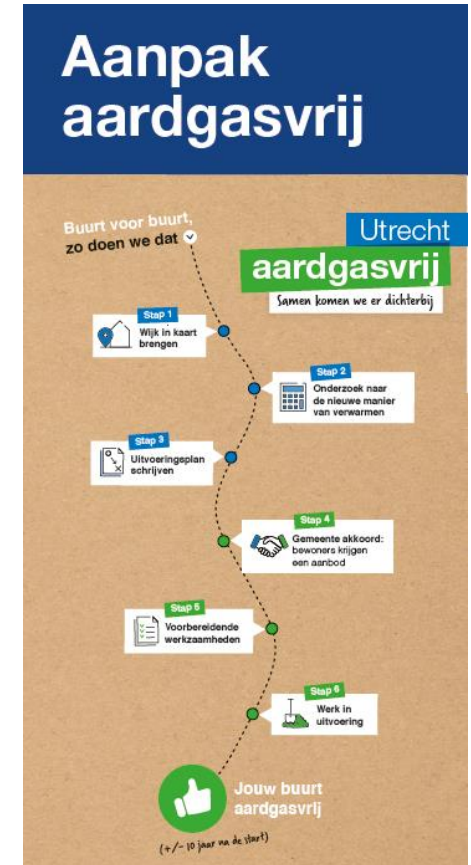 Aanpak
aardgasvrij
Buurt voor buurt,
zo doen we dat
Utrecht
aardgasvrij
Samen komen we er dichterbij
Stap 1
Wijk in kaart
brengen
Stap 2
Onderzoek naar
de nieuwe manier
van verwarmen
Stap 3
Uitvoeringsplan
schrijven
Stap 4
Gemeente akkoord:
bewoners krijgen
een aanbod
Stap 5
Voorbereidende
werkzaamheden
Stap 6
Werk in
uitvoering
Jouw buurt
aardgasvrij
(+/- 10 jaar na de start)